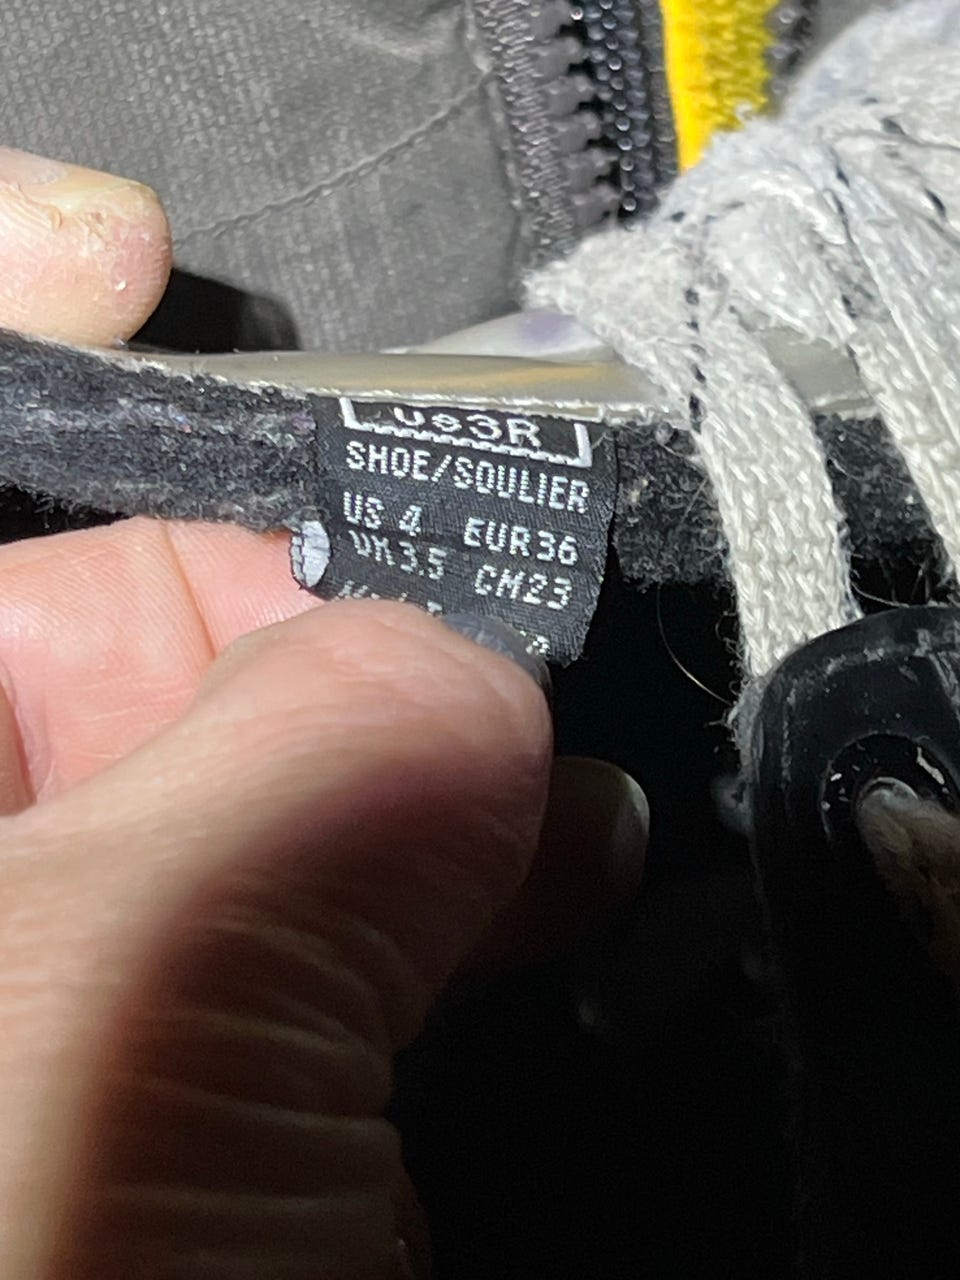 us3R
SHOE/SOULIER
US 4 EUR36
UK3.5 CM23